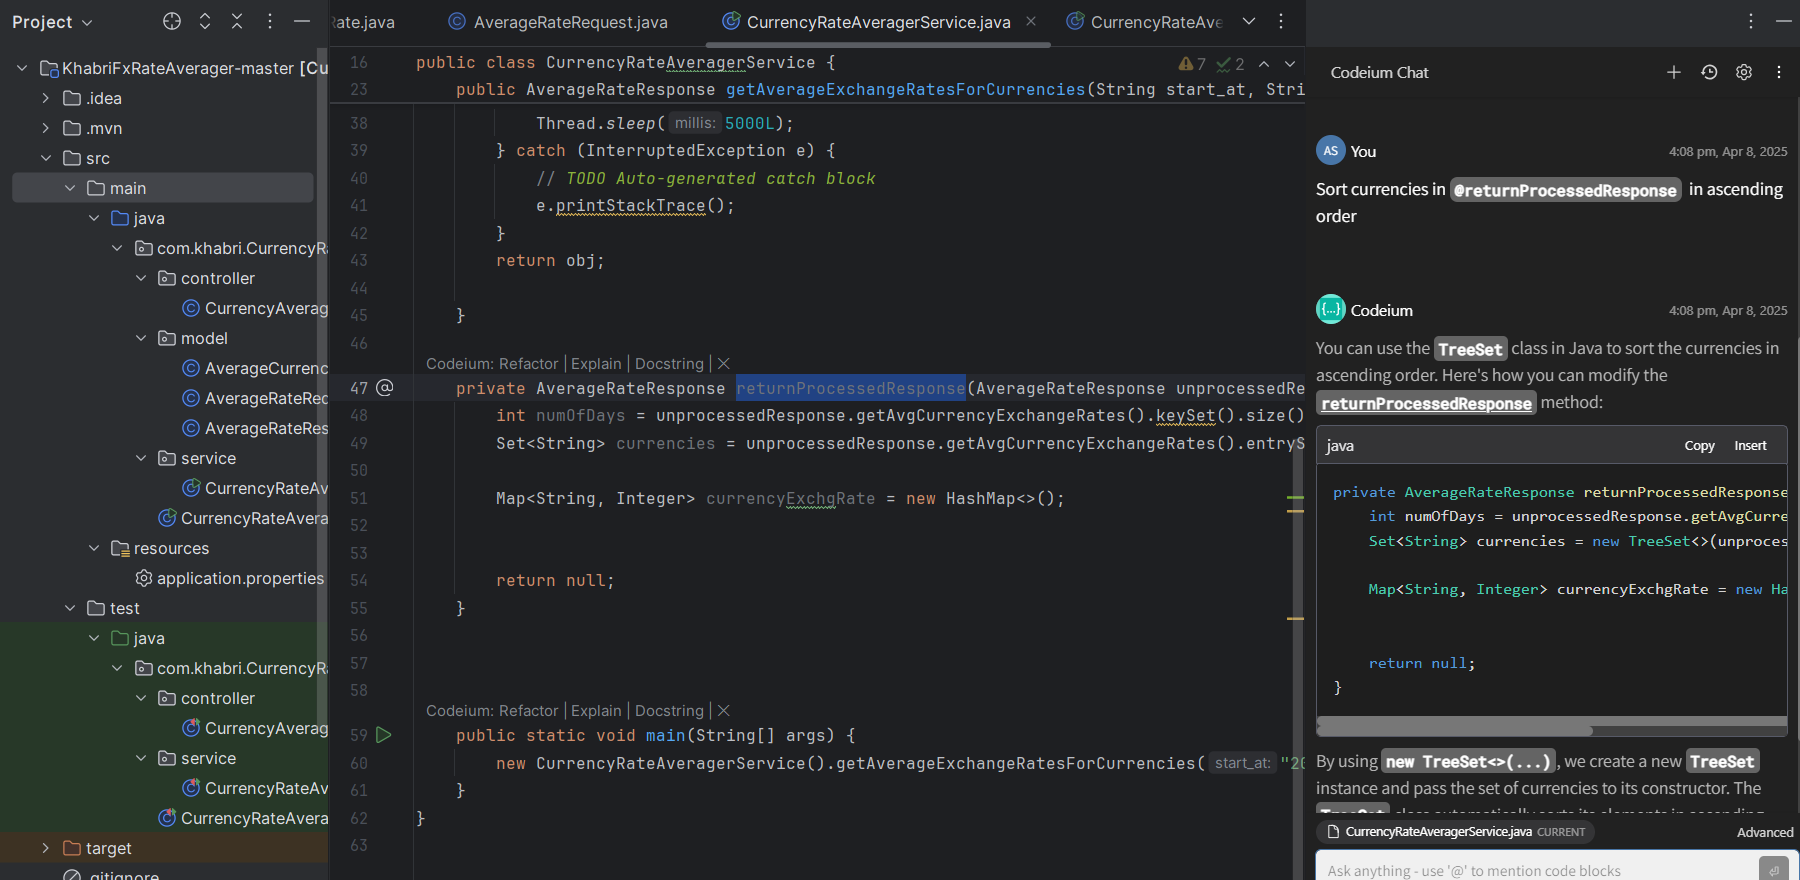 Project
.idea
.mvn
src
main
java
com.khabri.CurrencyR
controller
CurrencyAverag
model
AverageCurrenc
AverageRateRec
AverageRateRes
service
CurrencyRateAv
CurrencyRateAvera
resources
application.properties
test
java
com.khabri.CurrencyR
controller
CurrencyAverag
service
CurrencyRateAv
CurrencyRateAvera
target
.gitignore
KhabriFxRateAverager-master [Cu
Rate.java
AverageRateRequest.java
CurrencyRateAveragerService.java
CurrencyRateAve
7 2
16 public class CurrencyRateAveragerService {
23 public AverageRateResponse getAverageExchangeRatesForCurrencies(String start_at, Stri
38 Thread.sleep( millis: 5000L);
39 } catch (InterruptedException e) {
40 // TODO Auto-generated catch block
41 e.printStackTrace();
42 }
43 return obj;
44
45 }
46
Codeium: Refactor | Explain | Docstring |
47 @ private AverageRateResponse returnProcessedResponse(AverageRateResponse unprocessedRe
48 int numOfDays = unprocessedResponse.getAvgCurrencyExchangeRates().keySet().size()
49 Set<String> currencies = unprocessedResponse.getAvgCurrencyExchangeRates().entryS
50
51 Map<String, Integer> currencyExchgRate = new HashMap<>();
52
53
54 return null;
55 }
56
57
58
Codeium: Refactor | Explain | Docstring |
59 public static void main(String[] args) {
60 new CurrencyRateAveragerService().getAverageExchangeRatesForCurrencies( start_at: "20
61 }
62 }
63
Codeium Chat
AS You 4:08 pm, Apr 8, 2025
Sort currencies in @returnProcessedResponse in ascending
order
{...} Codeium 4:08 pm, Apr 8, 2025
You can use the TreeSet class in Java to sort the currencies in
ascending order. Here's how you can modify the
returnProcessedResponse method:
java Copy Insert
private AverageRateResponse returnProcessedResponse
int numOfDays = unprocessedResponse.getAvgCurre
Set<String> currencies = new TreeSet<>(unproces
Map<String, Integer> currencyExchgRate = new Ha
return null;
}
By using new TreeSet<>(...), we create a new TreeSet
instance and pass the set of currencies to its constructor. The
TreeSet class automatically sorts its elements in ascending
CurrencyRateAveragerService.java CURRENT
Advanced
Ask anything - use '@' to mention code blocks